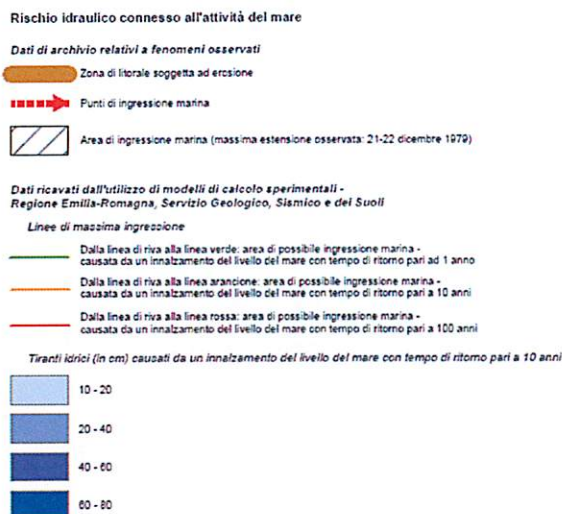 Rischio idraulico connesso all'attività del mare
Dati di archivio relativi a fenomeni osservati
Zona di litorale soggetta ad erosione
Punti di ingressione marina
Area di ingressione marina (massima estensione osservata: 21-22 dicembre 1979)
Dati ricavati dall'utilizzo di modelli di calcolo sperimentali -
Regione Emilia-Romagna, Servizio Geologico, Sismico e dei Suoli
Linee di massima ingressione
Dalla linea di riva alla linea verde: area di possibile ingressione marina -
causata da un innalzamento del livello del mare con tempo di ritorno pari ad 1 anno
Dalla linea di riva alla linea arancione: area di possibile ingressione marina -
causata da un innalzamento del livello del mare con tempo di ritorno pari a 10 anni
Dalla linea di riva alla linea rossa: area di possibile ingressione marina -
causata da un innalzamento del livello del mare con tempo di ritorno pari a 100 anni
Tiranti idrici (in cm) causati da un innalzamento del livello del mare con tempo di ritorno pari a 10 anni
10 - 20
20 - 40
40 - 60
60 - 80